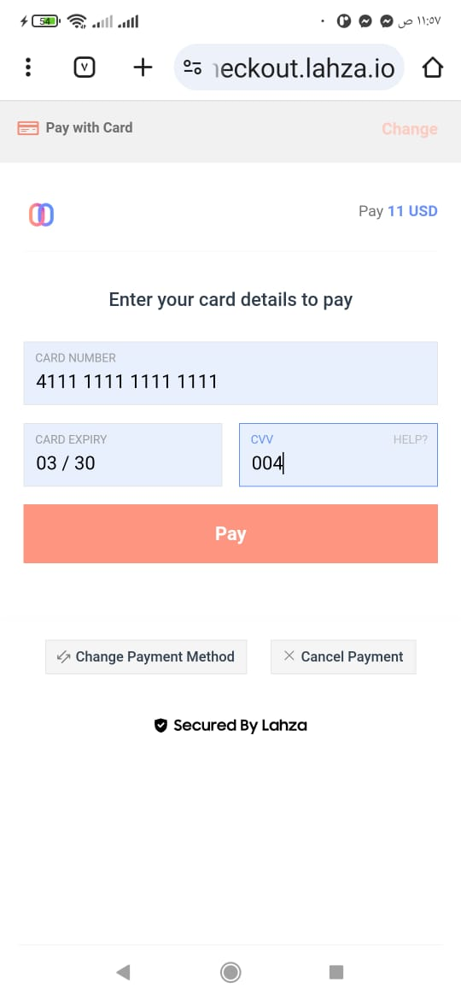 54
١١:٥٧ ص
heckout.lahza.io
Pay with Card
Change
Pay 11 USD
Enter your card details to pay
CARD NUMBER
4111 1111 1111 1111
CARD EXPIRY
03 / 30
CVV
HELP?
004
Pay
Change Payment Method
Cancel Payment
Secured By Lahza